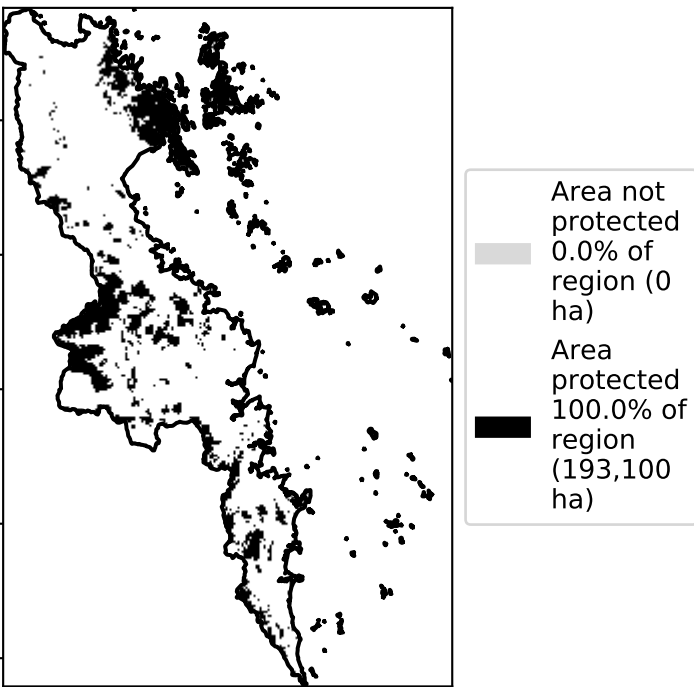 Area not
protected
0.0% of
region (0
ha)
Area
protected
100.0% of
region
(193,100
ha)